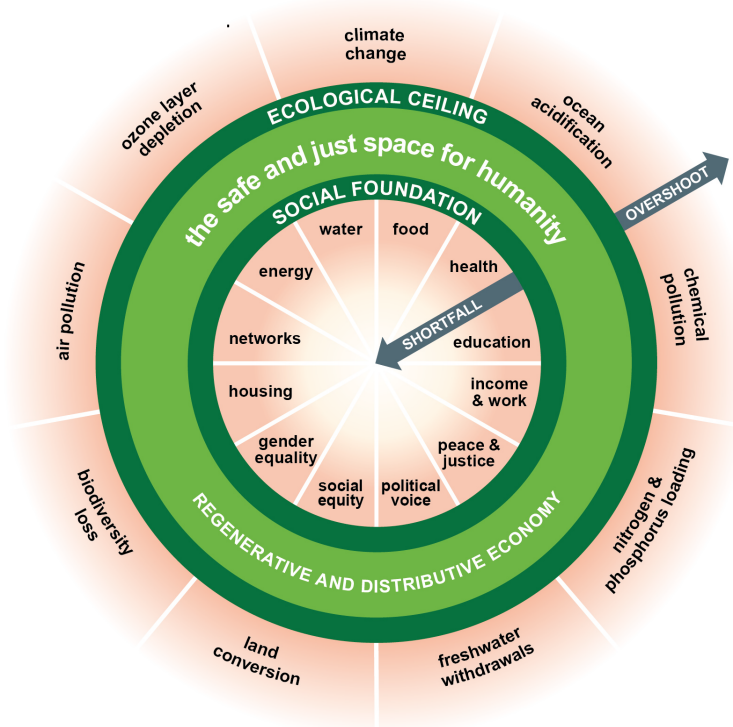 climate
change
ocean
acidification
chemical
pollution
nitrogen &
phosphorus loading
freshwater
withdrawals
land
conversion
biodiversity
loss
air pollution
ozone layer
depletion
ECOLOGICAL CEILING
the safe and just space for humanity
SOCIAL FOUNDATION
OVERSHOOT
SHORTFALL
water
food
health
education
income
& work
peace &
justice
political
voice
social
equity
gender
equality
housing
networks
energy
REGENERATIVE AND DISTRIBUTIVE ECONOMY